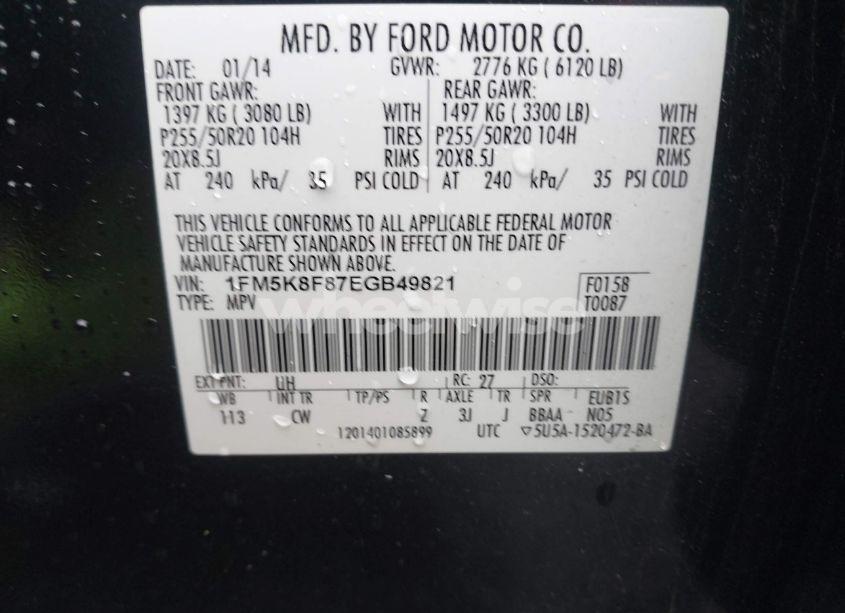 MFD. BY FORD MOTOR CO.
DATE: 01/14 GVWR: 2776 KG ( 6120 LB)
FRONT GAWR: REAR GAWR:
1397 KG ( 3080 LB) WITH 1497 KG ( 3300 LB) WITH
P255/50R20 104H TIRES P255/50R20 104H TIRES
20X8.5J RIMS 20X8.5J RIMS
AT 240 kPa/ 35 PSI COLD AT 240 kPa/ 35 PSI COLD
THIS VEHICLE CONFORMS TO ALL APPLICABLE FEDERAL MOTOR
VEHICLE SAFETY STANDARDS IN EFFECT ON THE DATE OF
MANUFACTURE SHOWN ABOVE.
VIN: 1FM5K8F87EGB49821 F0158
TYPE: MPV T0087
wheelwise
EXT PNT: UH RC: 27 DSO:
WB INT TR TP/PS R AXLE TR SPR EUB1S
113 CW Z 3J J BBAA N05
1201401085899 UTC ▽5U5A-1520472-BA